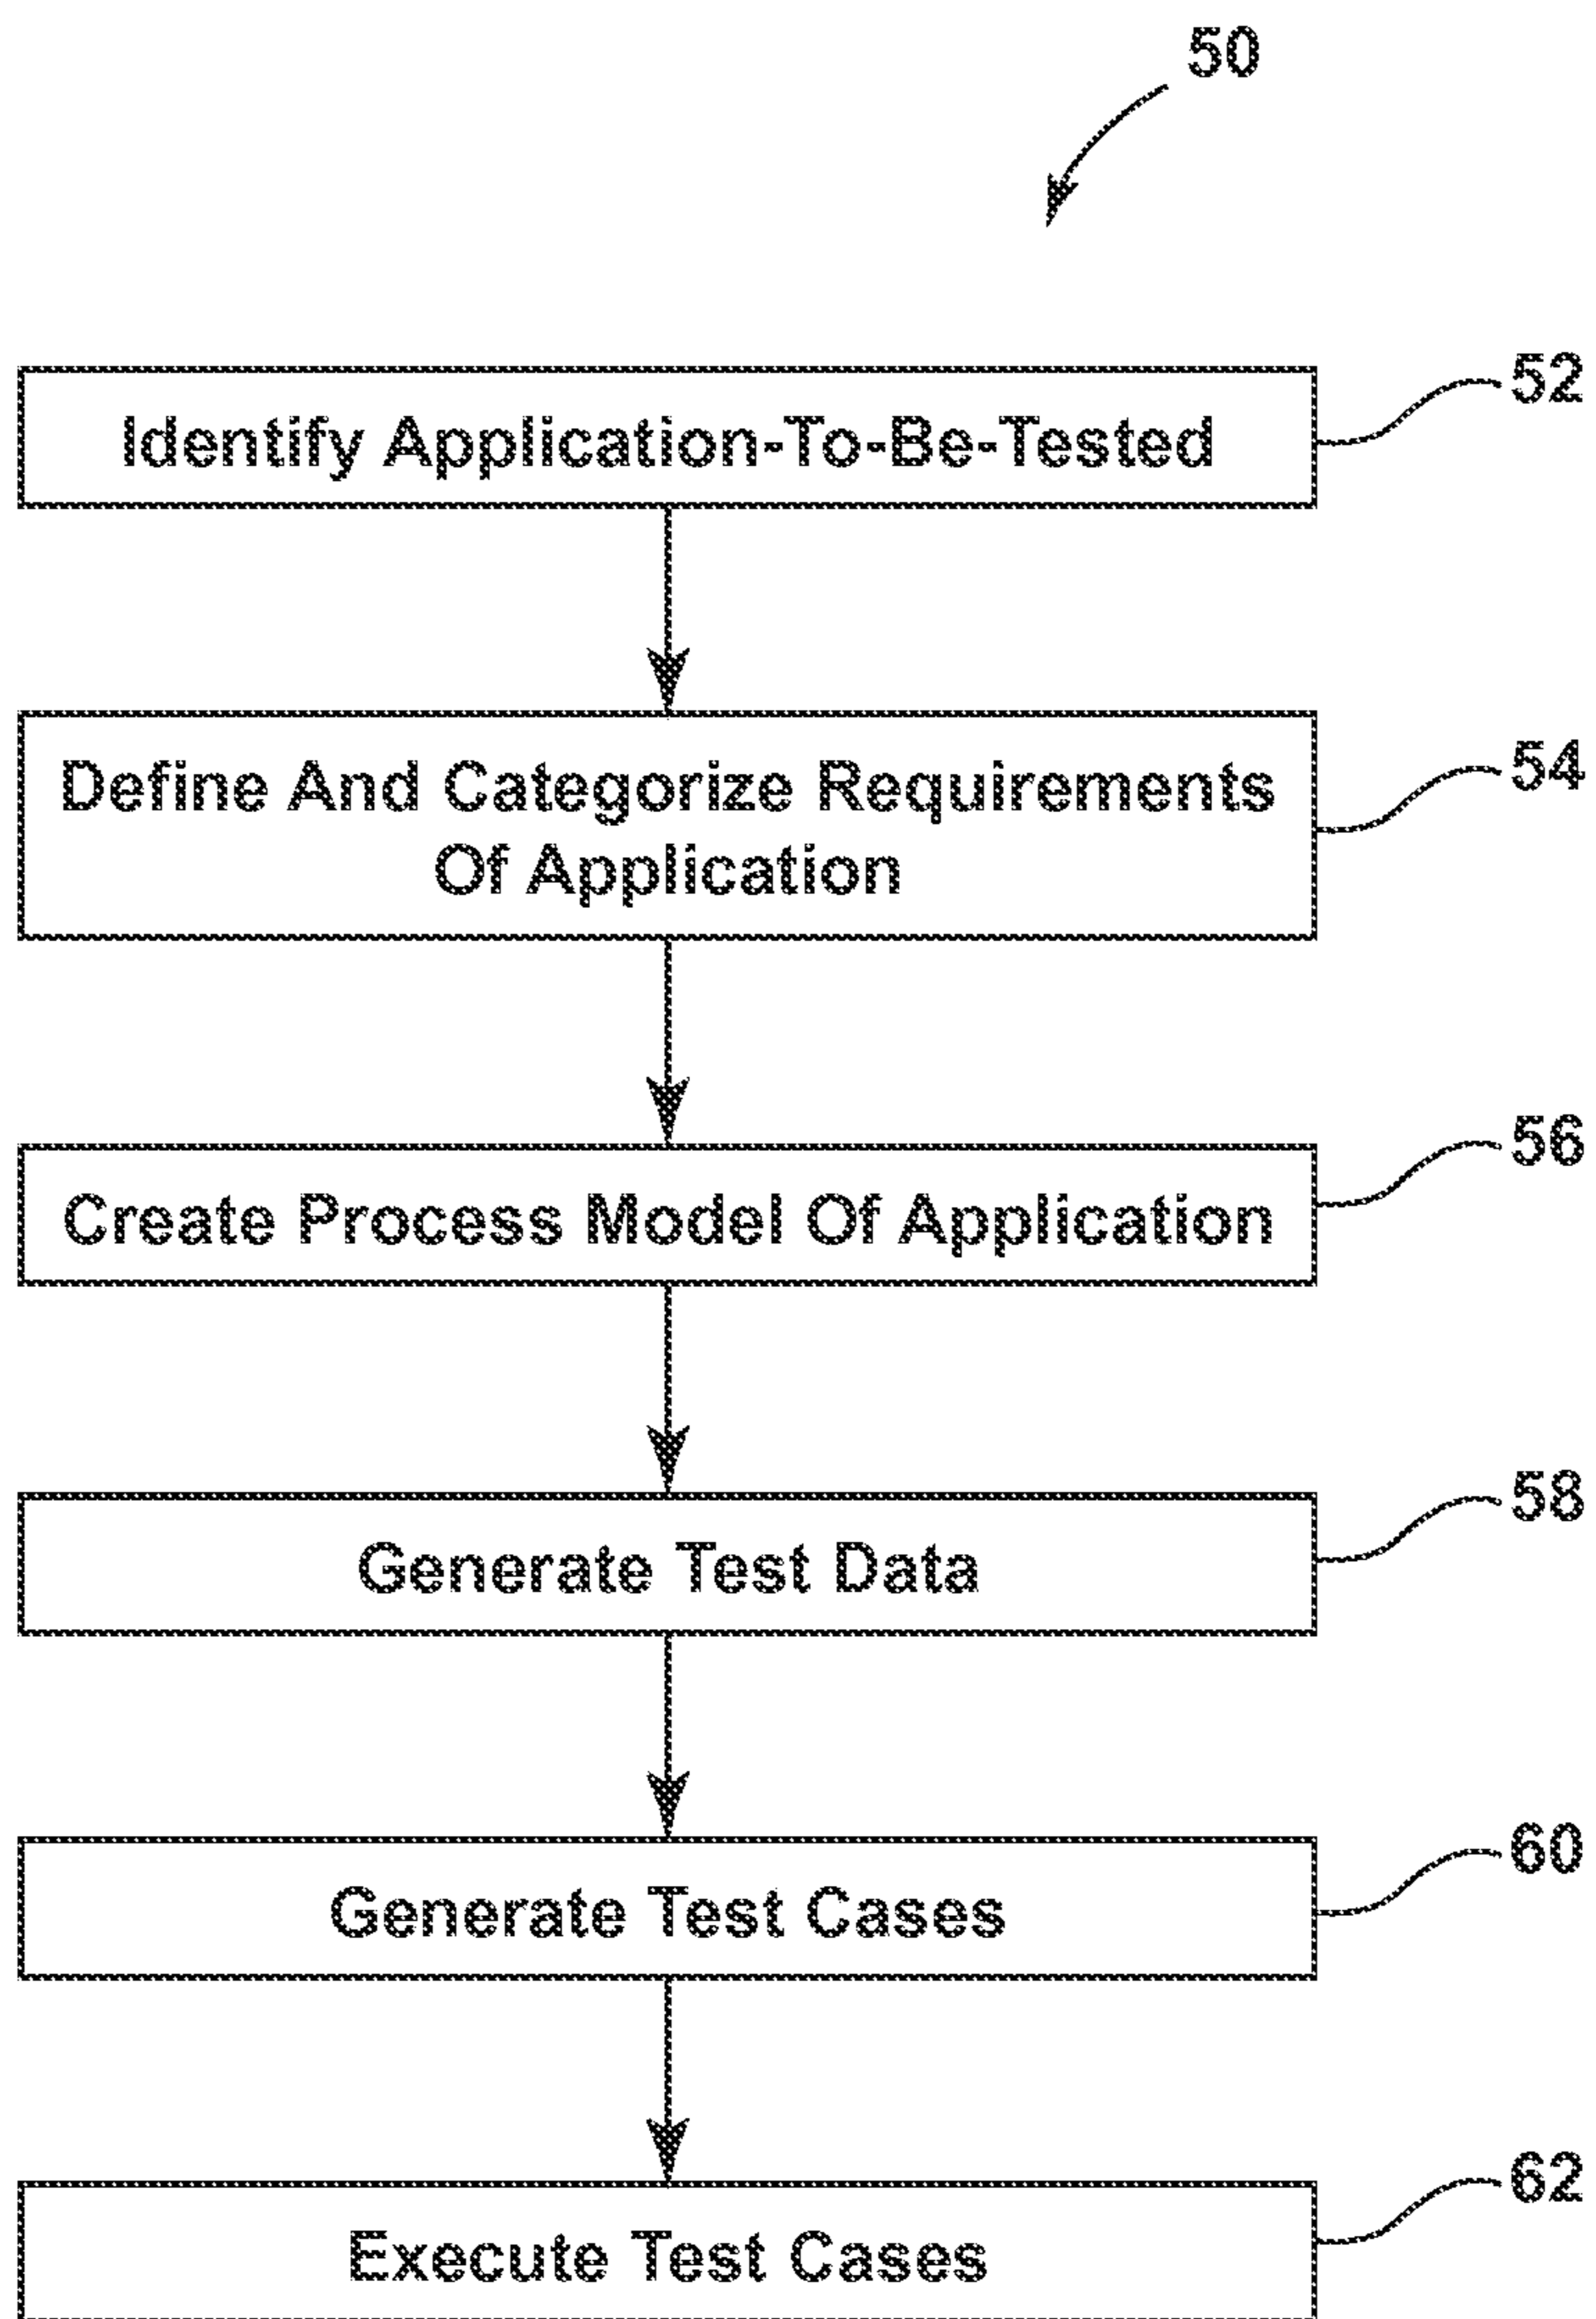 50
Identify Application-To-Be-Tested
52
Define And Categorize Requirements
Of Application
54
Create Process Model Of Application
56
Generate Test Data
58
Generate Test Cases
60
Execute Test Cases
62